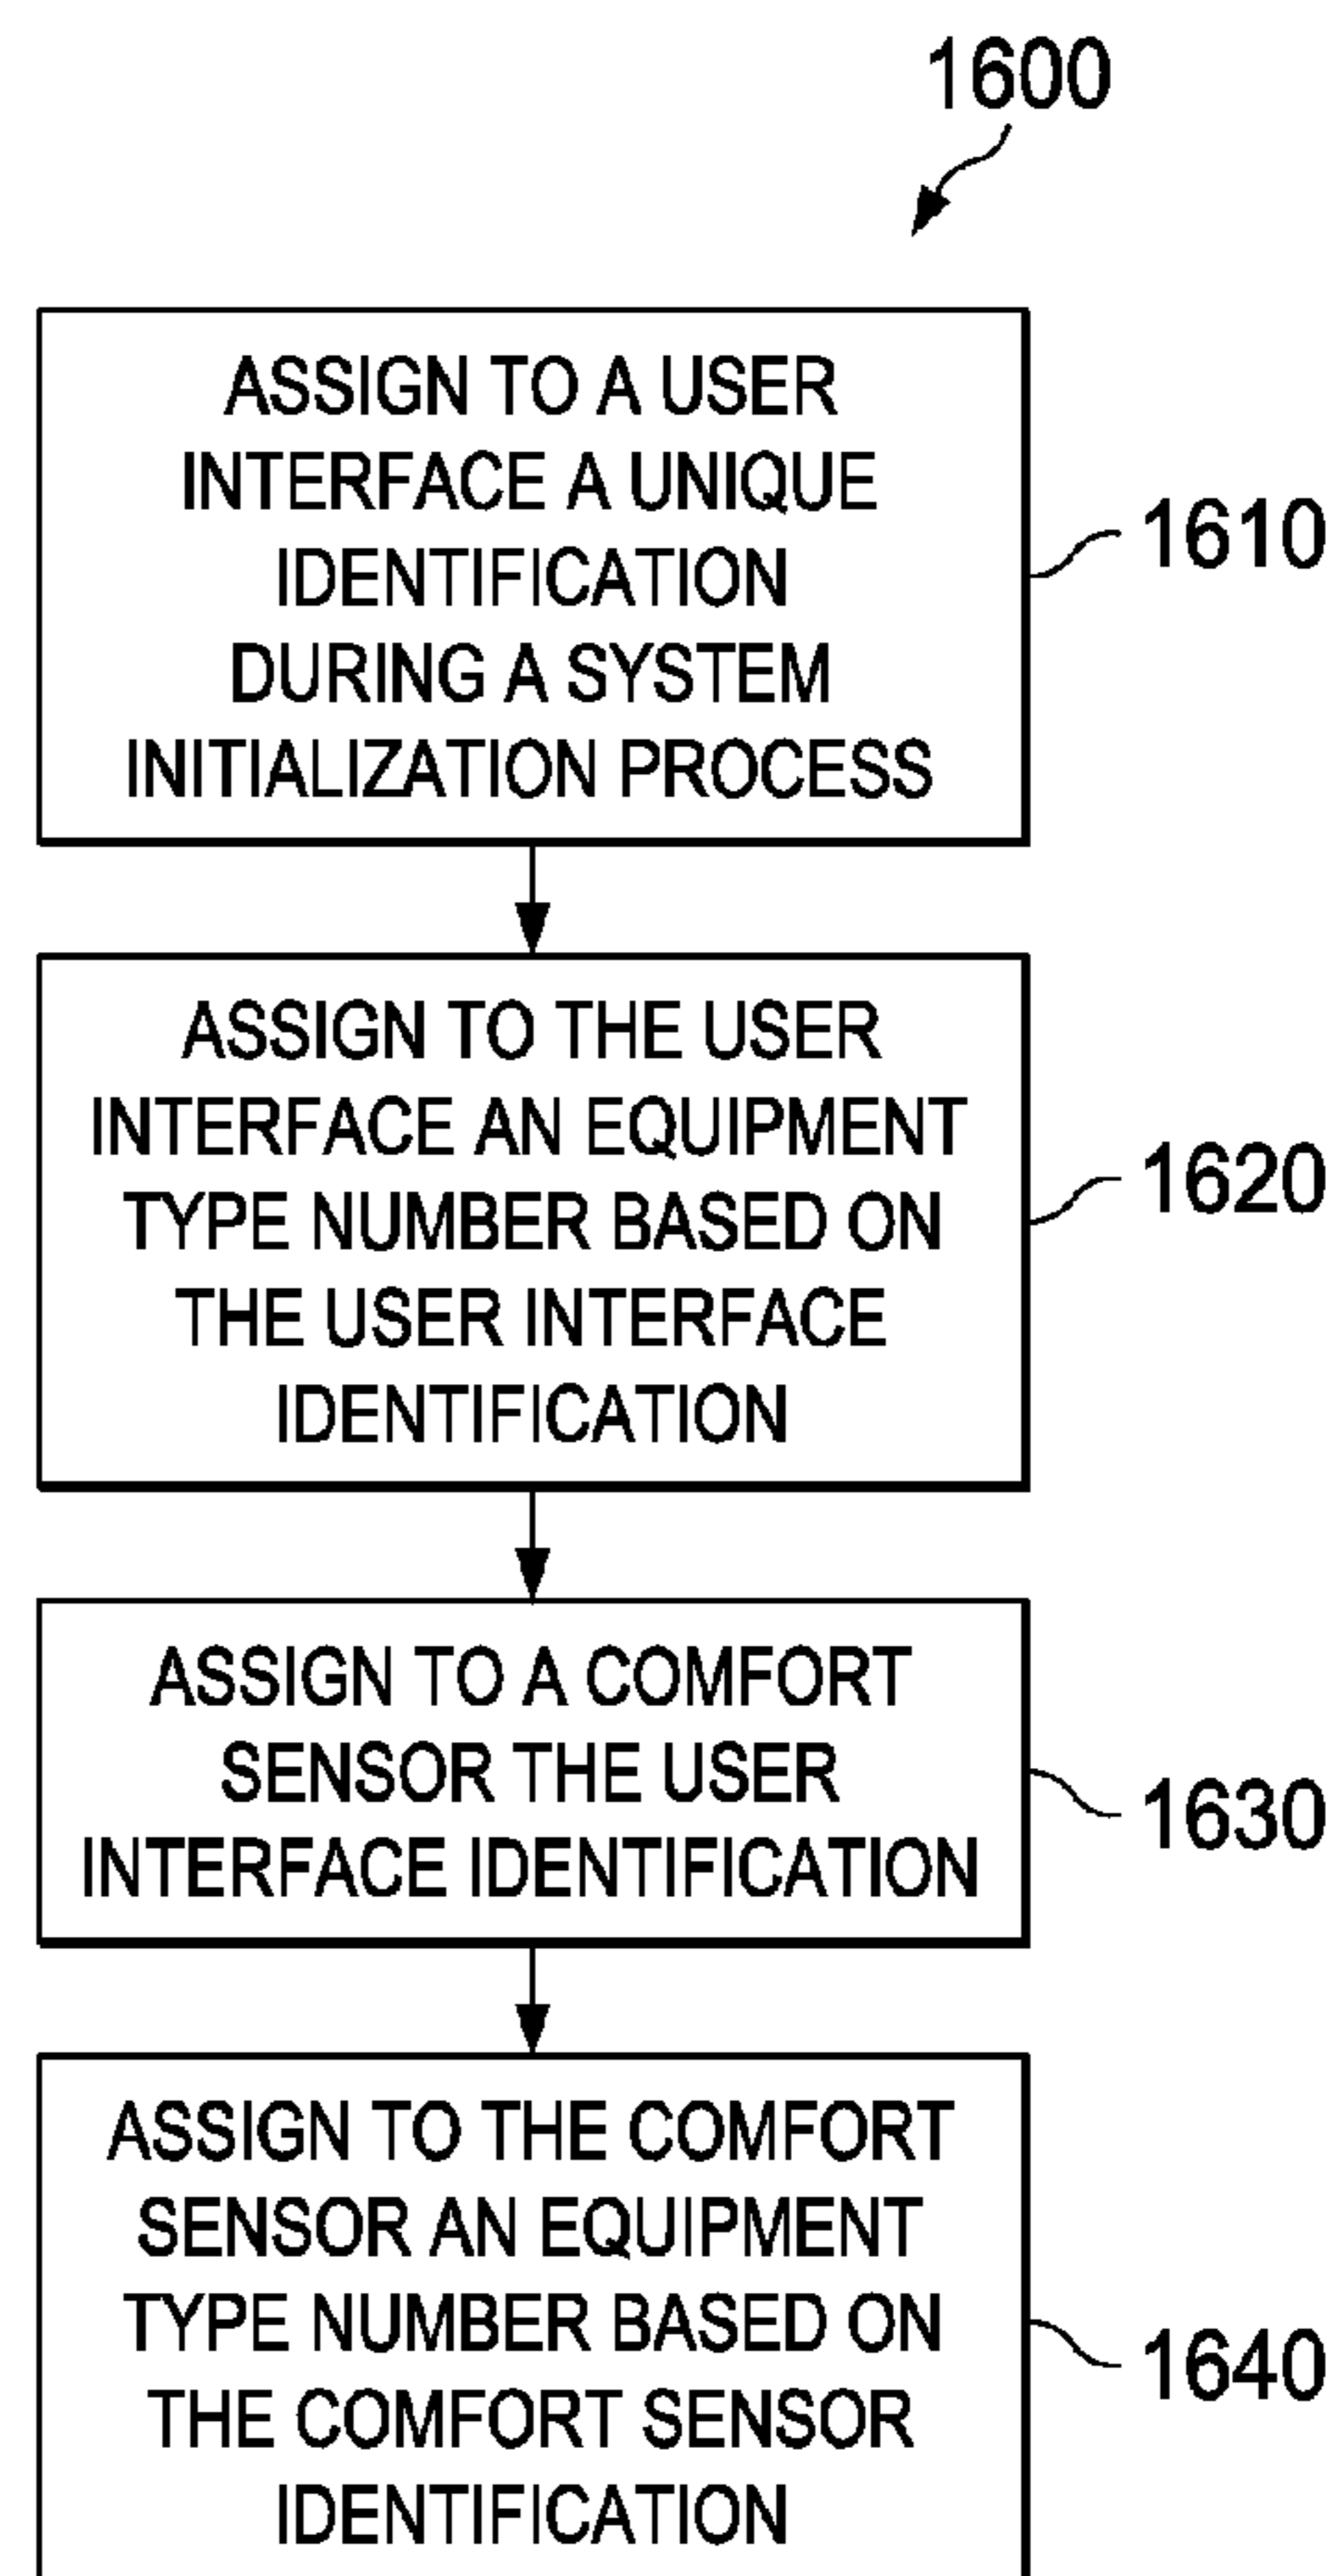 1600
ASSIGN TO A USER
INTERFACE A UNIQUE
IDENTIFICATION
DURING A SYSTEM
INITIALIZATION PROCESS
1610
ASSIGN TO THE USER
INTERFACE AN EQUIPMENT
TYPE NUMBER BASED ON
THE USER INTERFACE
IDENTIFICATION
1620
ASSIGN TO A COMFORT
SENSOR THE USER
INTERFACE IDENTIFICATION
1630
ASSIGN TO THE COMFORT
SENSOR AN EQUIPMENT
TYPE NUMBER BASED ON
THE COMFORT SENSOR
IDENTIFICATION
1640